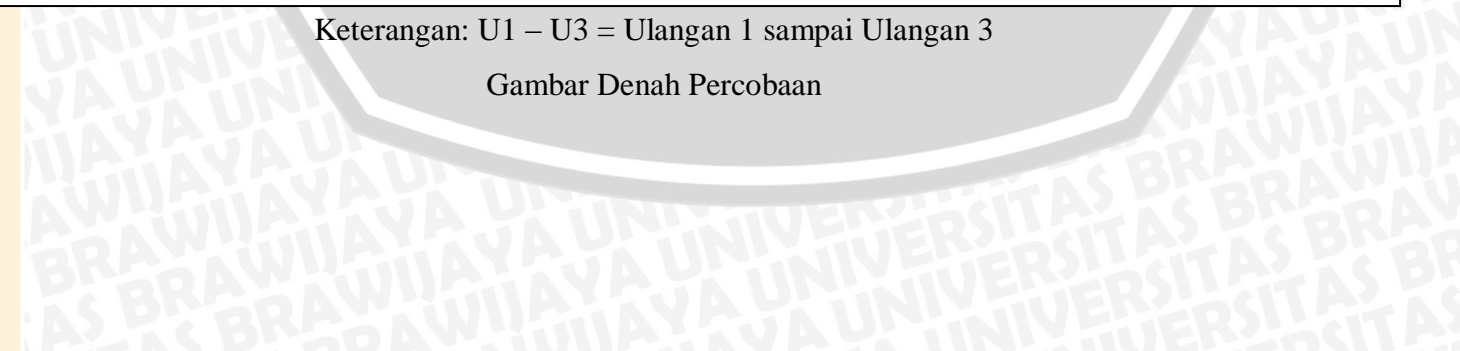 Keterangan: U1 – U3 = Ulangan 1 sampai Ulangan 3
Gambar Denah Percobaan